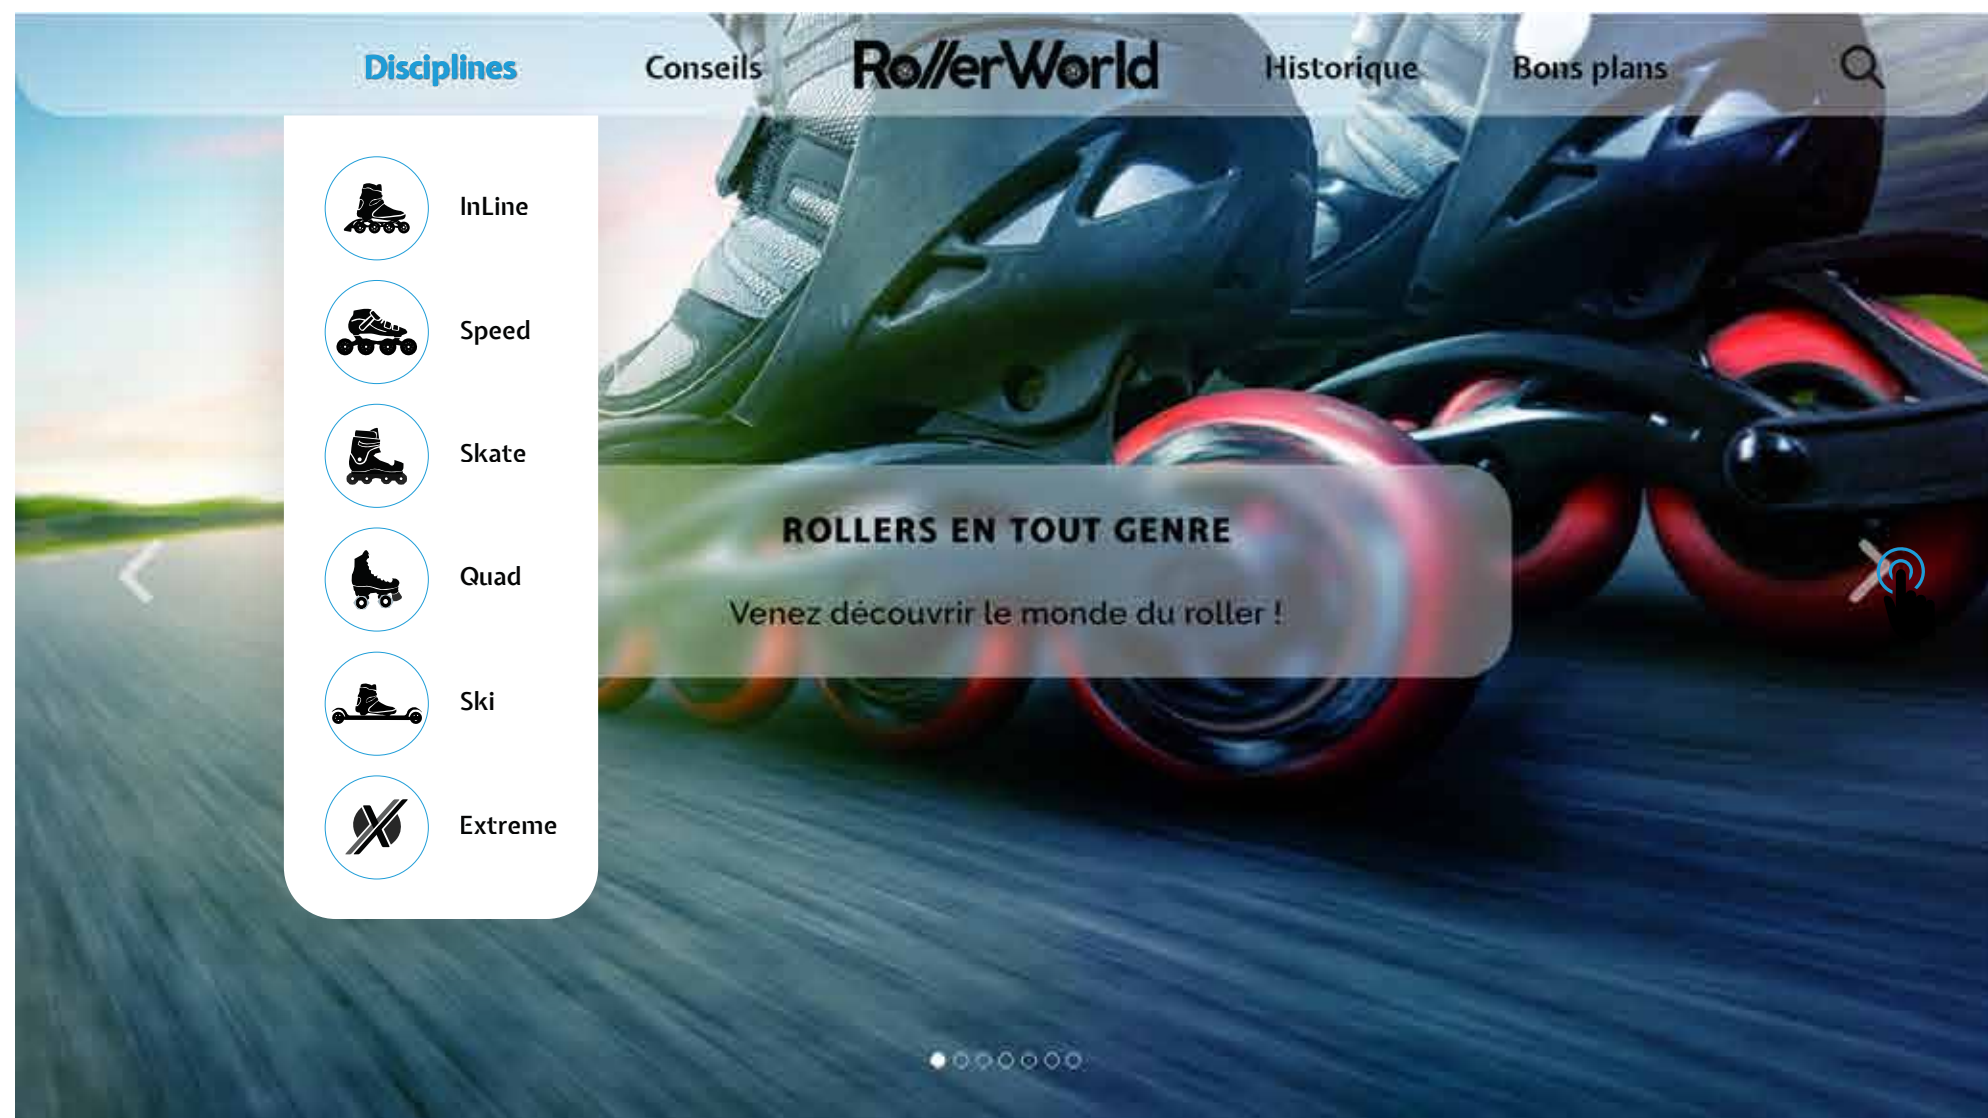 Disciplines
Conseils
RollerWorld
Historique
Bons plans
InLine
Speed
Skate
Quad
Ski
Extreme
ROLLERS EN TOUT GENRE
Venez découvrir le monde du roller !